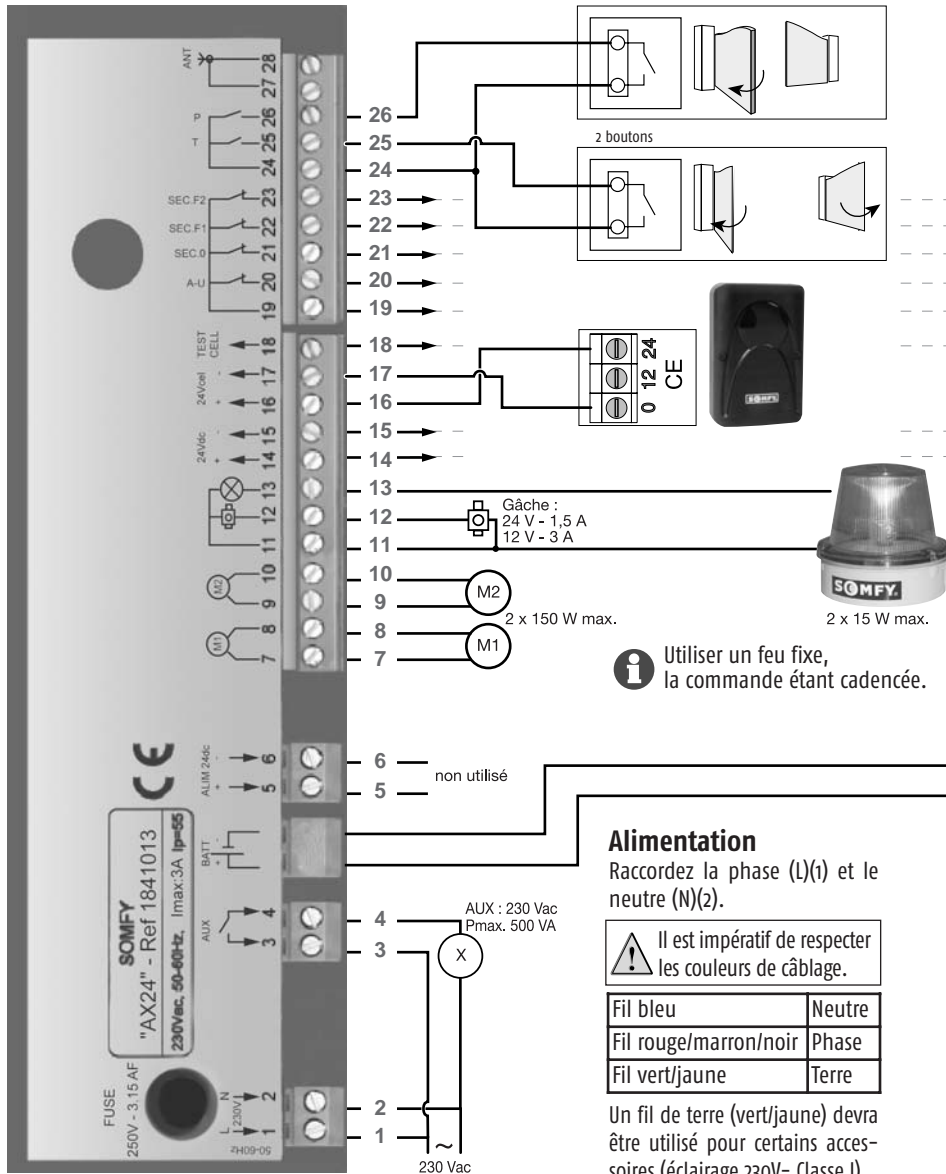 ANT
28
27
P
26
T
25
24
SEC.F2
23
SEC.F1
22
SEC.0
21
A-U
20
19
TEST CELL
18
24Vcel
-
17
+
16
24Vdc
-
15
+
14
13
12
11
M2
10
9
M1
8
7
ALIM 24dc
-
6
+
5
BATT
-
+
AUX
4
3
SOMFY
"AX24" - Ref 1841013
230Vac, 50-60Hz, Imax:3A Ip=55
CE
FUSE
250V - 3.15 AF
N
2
230V
L
1
50-60Hz
26
25
24
23
22
21
20
19
18
17
16
15
14
13
12
11
10
9
8
7
6
5
4
3
2
1
2 boutons
24
12
0
CE
SOMFY.
Gâche :
24 V - 1,5 A
12 V - 3 A
M2
2 x 150 W max.
M1
SOMFY.
2 x 15 W max.
i Utiliser un feu fixe,
la commande étant cadencée.
non utilisé
AUX : 230 Vac
Pmax. 500 VA
X
~
230 Vac
Alimentation
Raccordez la phase (L)(1) et le
neutre (N)(2).
! Il est impératif de respecter
les couleurs de câblage.
Fil bleu Neutre
Fil rouge/marron/noir Phase
Fil vert/jaune Terre
Un fil de terre (vert/jaune) devra
être utilisé pour certains acces-
soires (éclairage 230V- Classe I)